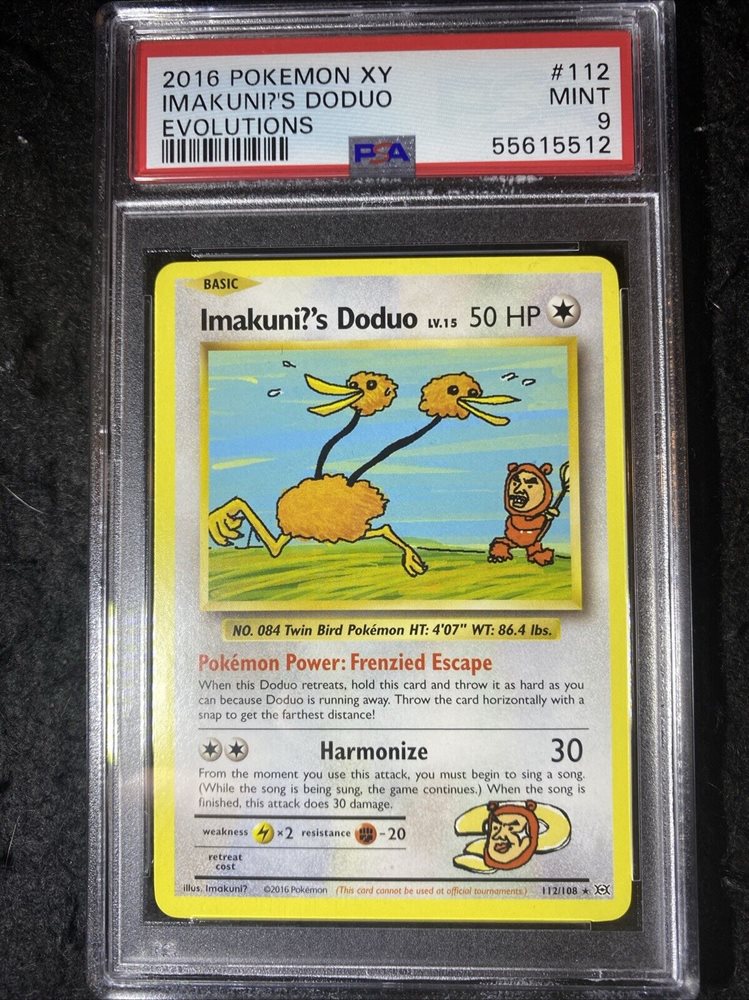 2016 POKEMON XY #112
IMAKUNI?'S DODUO MINT
EVOLUTIONS 9
PSA 55615512
BASIC
Imakuni?'s Doduo LV.15 50 HP
NO. 084 Twin Bird Pokémon HT: 4'07" WT: 86.4 lbs.
Pokémon Power: Frenzied Escape
When this Doduo retreats, hold this card and throw it as hard as you
can because Doduo is running away. Throw the card horizontally with a
snap to get the farthest distance!
Harmonize 30
From the moment you use this attack, you must begin to sing a song.
(While the song is being sung, the game continues.) When the song is
finished, this attack does 30 damage.
weakness ×2 resistance -20
retreat
cost
illus. Imakuni? ©2016 Pokémon (This card cannot be used at official tournaments.) 112/108 ★